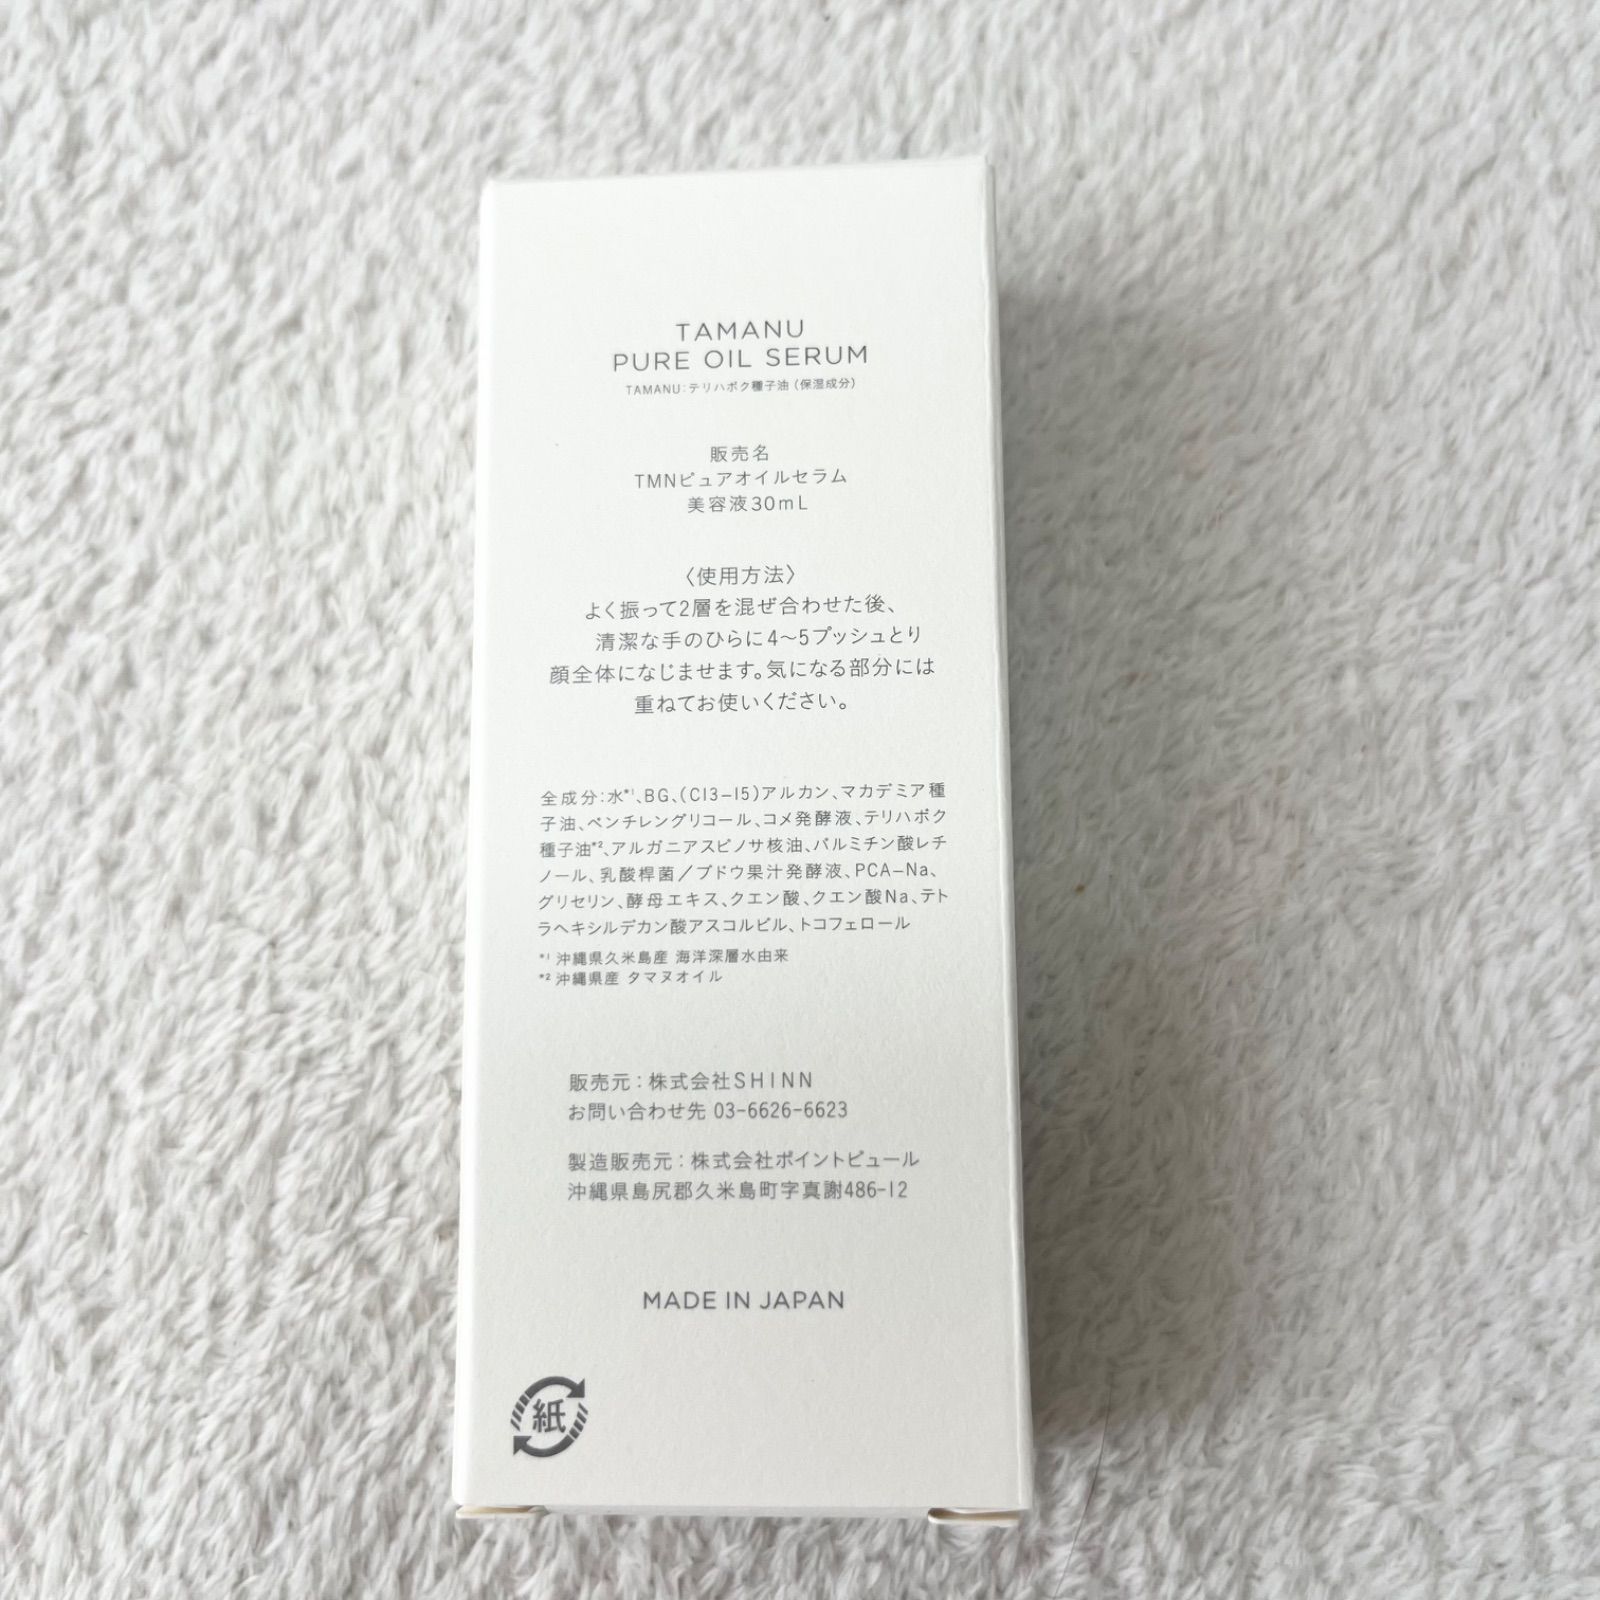 TAMANU
PURE OIL SERUM
TAMANU:テリハボク種子油(保湿成分)
販売名
TMNピュアオイルセラム
美容液30mL
〈使用方法〉
よく振って2層を混ぜ合わせた後、
清潔な手のひらに4〜5プッシュとり
顔全体になじませます。気になる部分には
重ねてお使いください。
全成分:水*1、BG、(C13-15)アルカン、マカデミア種
子油、ペンチレングリコール、コメ発酵液、テリハボク
種子油*2、アルガニアスピノサ核油、パルミチン酸レチ
ノール、乳酸桿菌/ブドウ果汁発酵液、PCA-Na、
グリセリン、酵母エキス、クエン酸、クエン酸Na、テト
ラヘキシルデカン酸アスコルビル、トコフェロール
*1 沖縄県久米島産 海洋深層水由来
*2 沖縄県産 タマヌオイル
販売元:株式会社SHINN
お問い合わせ先 03-6626-6623
製造販売元:株式会社ポイントピュール
沖縄県島尻郡久米島町字真謝486-12
MADE IN JAPAN
紙